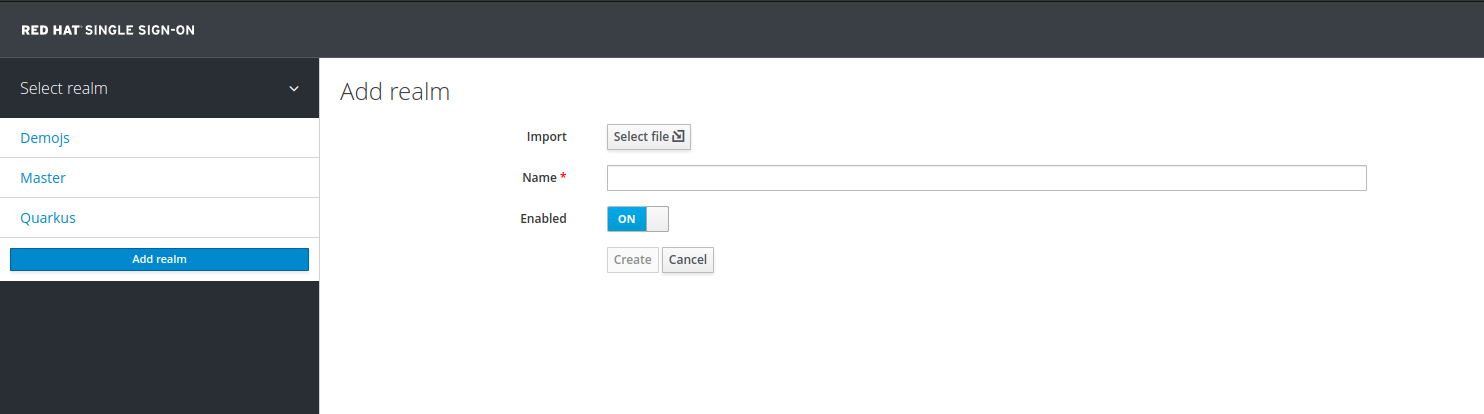 RED HAT® SINGLE SIGN-ON
Select realm
Demojs
Master
Quarkus
Add realm
Add realm
Import
Select file
Name *
Enabled
ON
Create
Cancel